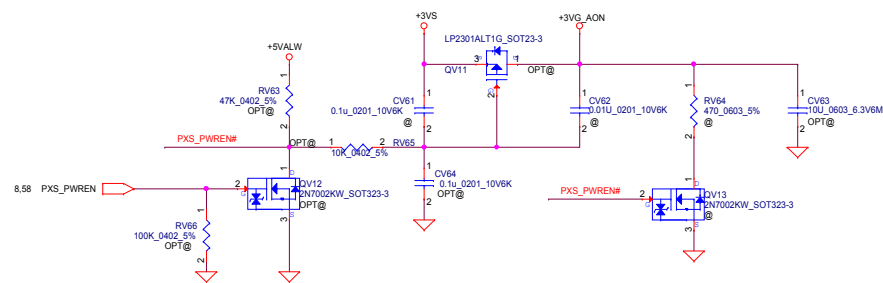 +3VS
+3VG_AON
LP2301ALT1G_SOT23-3
+5VALW
3
1
QV11
OPT@
2
1
RV63
47K_0402_5%
OPT@
2
1
CV61
0.1u_0201_10V6K
@
2
1
CV62
0.01U_0201_10V6K
@
2
1
RV64
470_0603_5%
@
2
1
CV63
10U_0603_6.3V6M
OPT@
2
PXS_PWREN#
OPT@
1
2
RV65
10K_0402_5%
1
CV64
0.1u_0201_10V6K
OPT@
2
8,58 PXS_PWREN
2
1
D
G
S
QV12
2N7002KW_SOT323-3
OPT@
3
1
RV66
100K_0402_5%
OPT@
2
PXS_PWREN#
2
1
D
G
S
QV13
2N7002KW_SOT323-3
@
3